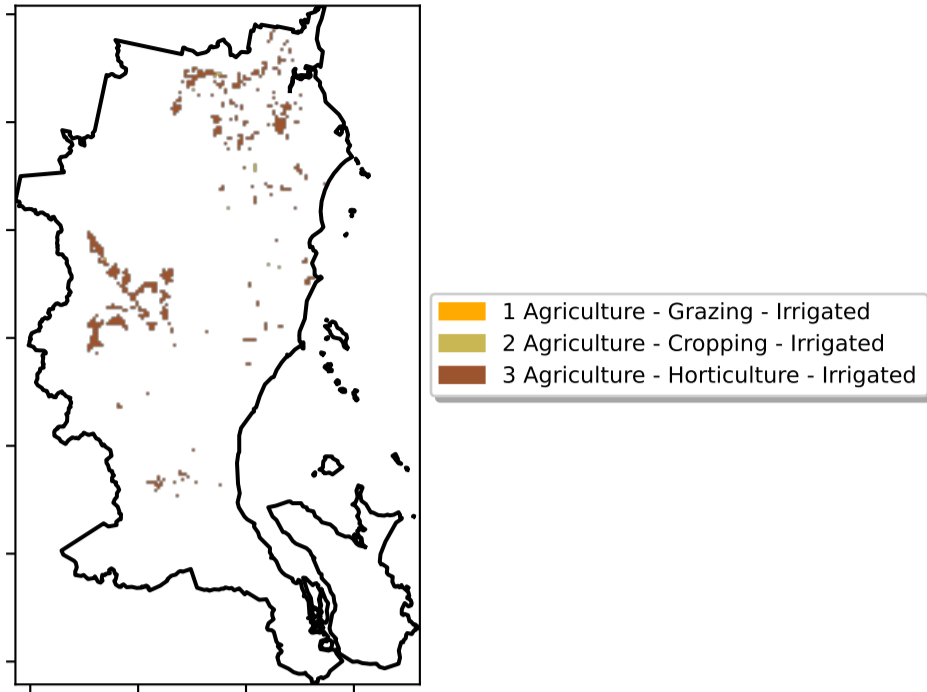 1 Agriculture - Grazing - Irrigated
2 Agriculture - Cropping - Irrigated
3 Agriculture - Horticulture - Irrigated